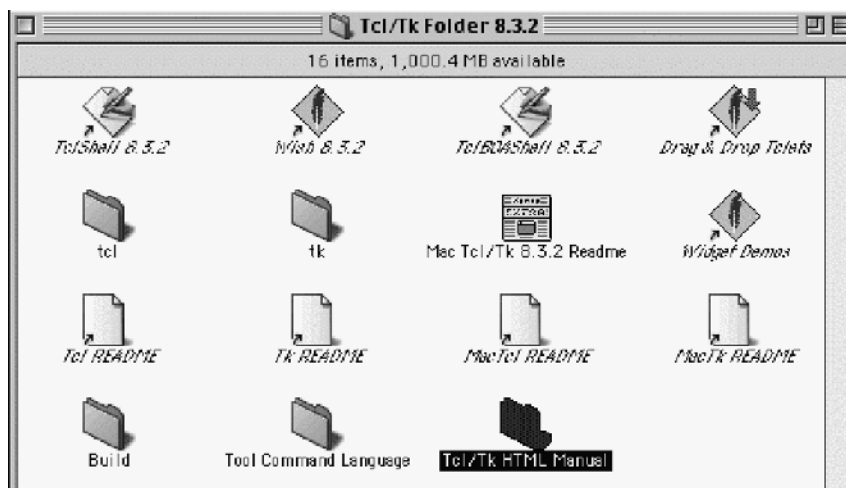 Tcl/Tk Folder 8.3.2
16 items, 1,000.4 MB available
TclShell 8.3.2
Wish 8.3.2
TclBOAShell 8.3.2
Drag & Drop Tclets
tcl
tk
EXTRA
Mac Tcl/Tk 8.3.2 Readme
Widget Demos
Tcl README
Tk README
MacTcl README
MacTk README
Build
Tool Command Language
Tcl/Tk HTML Manual